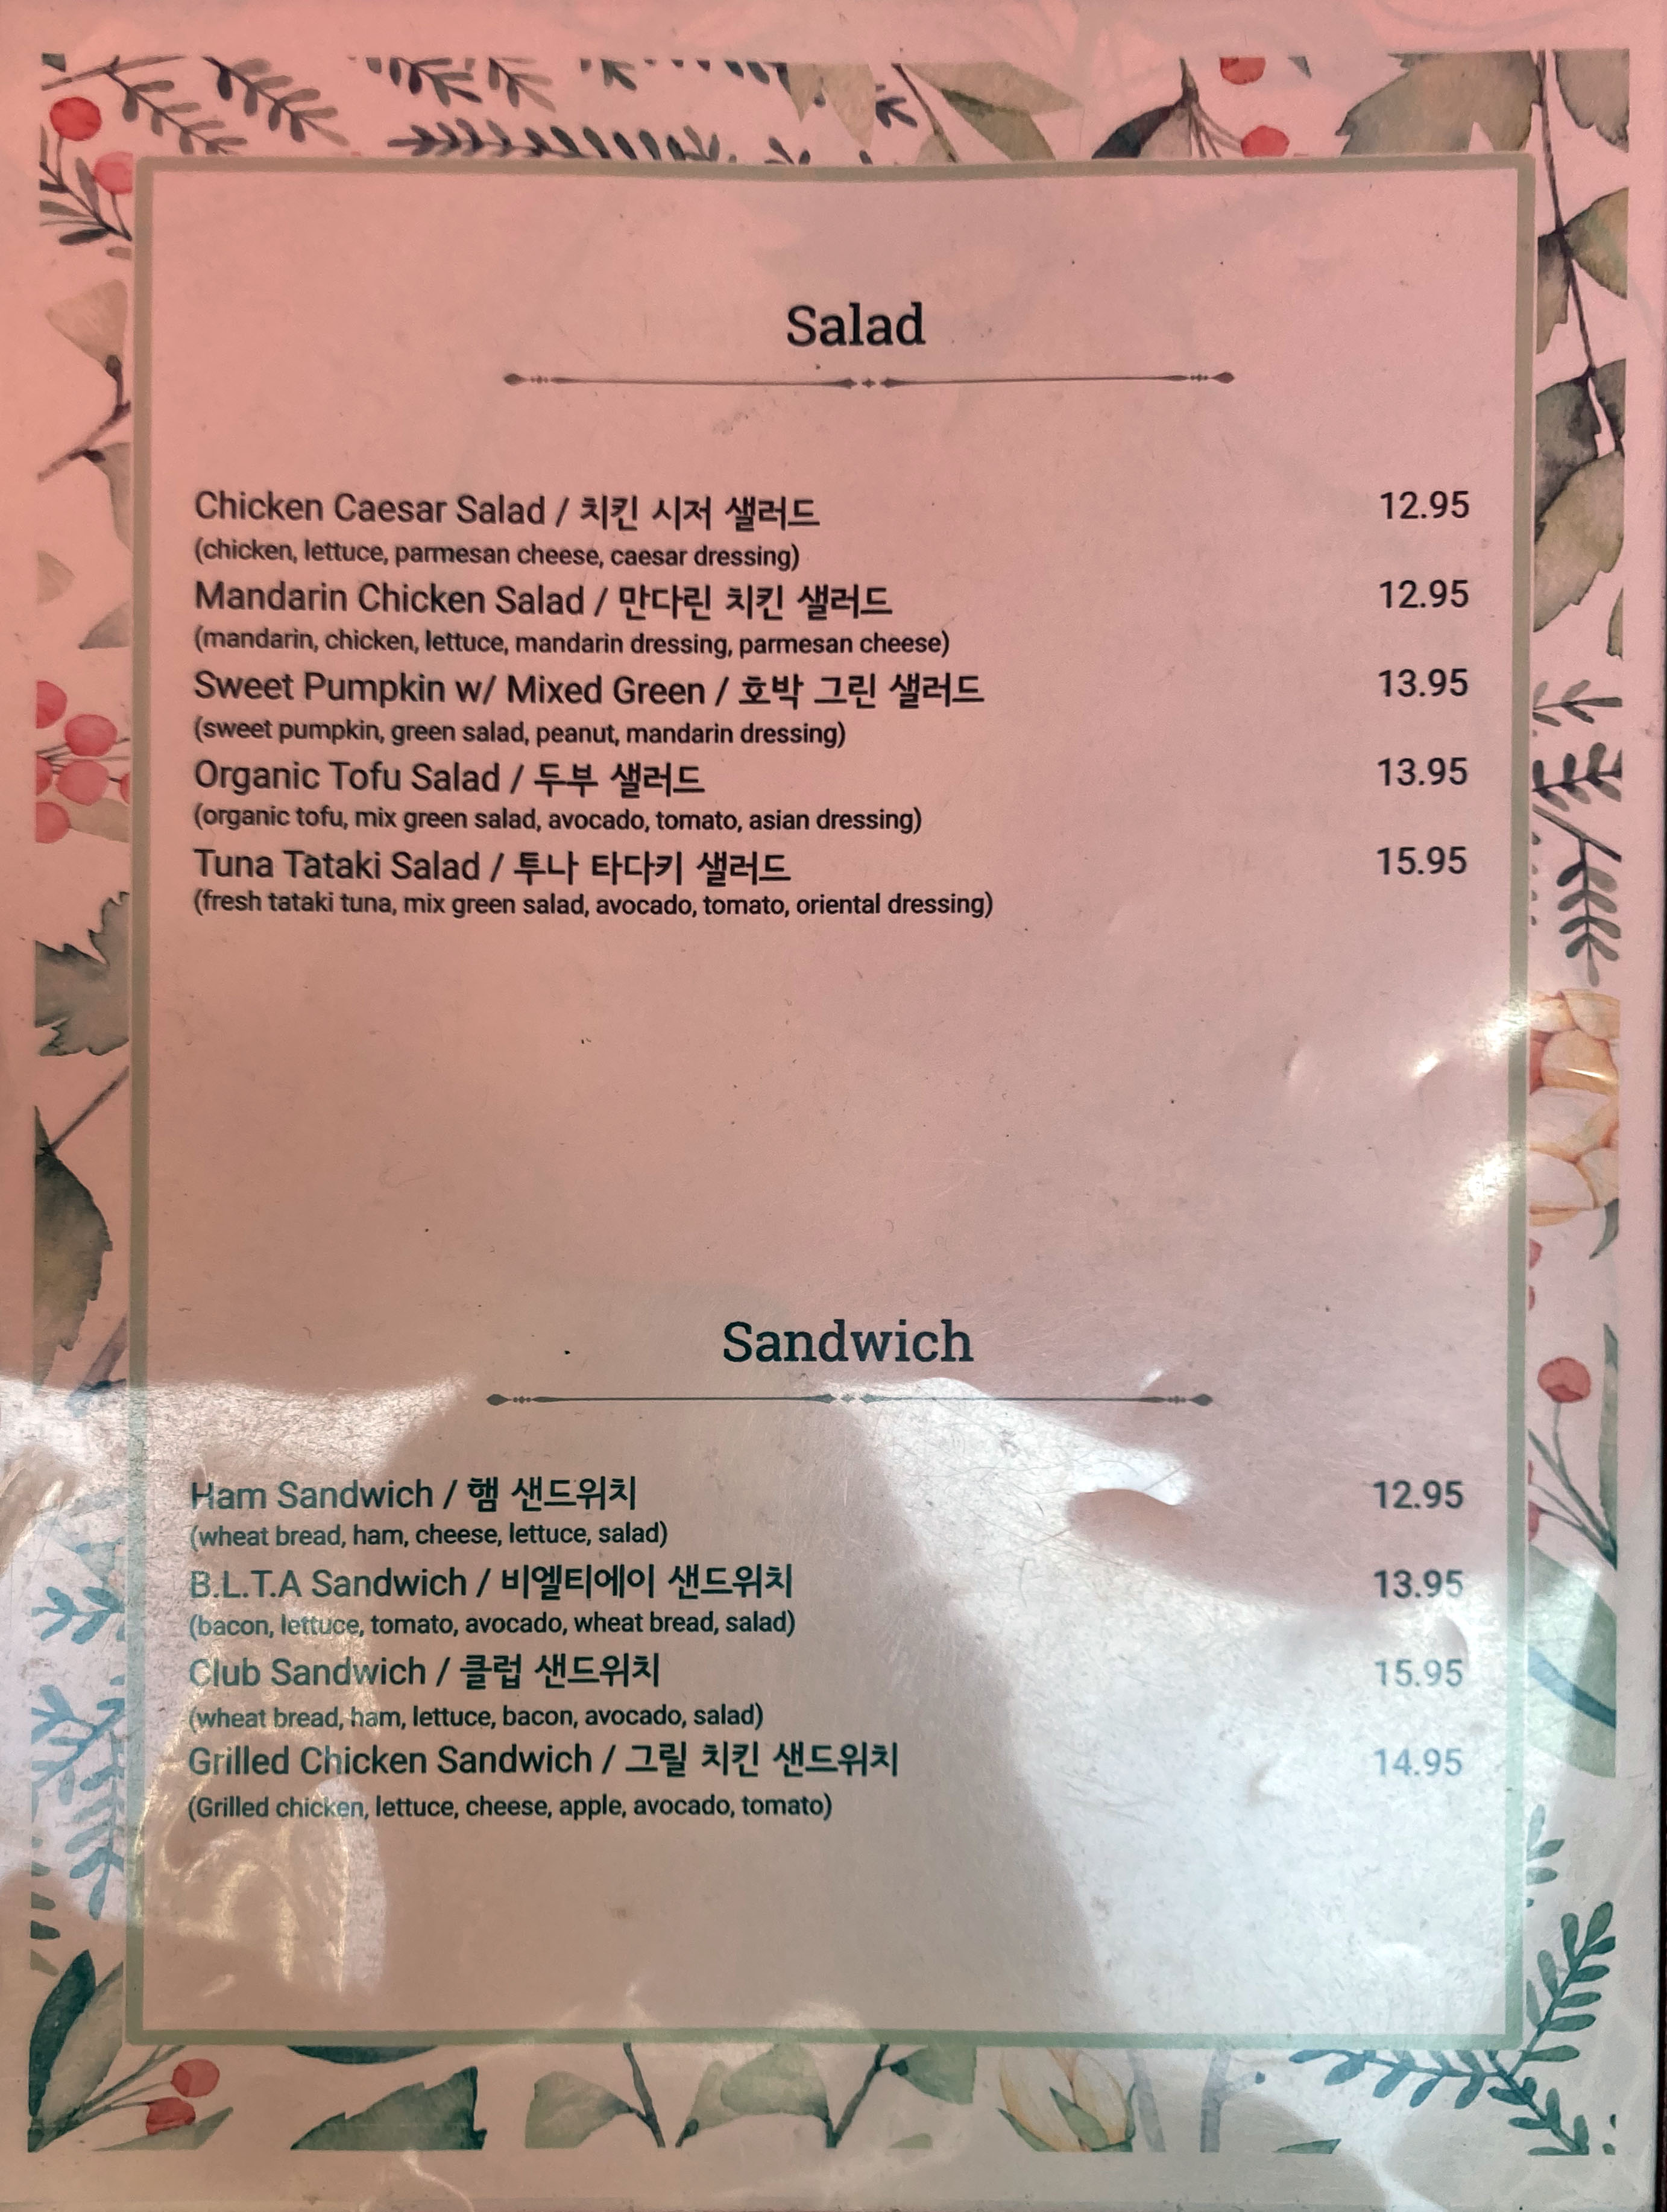 Salad
Chicken Caesar Salad / 치킨 시저 샐러드 12.95
(chicken, lettuce, parmesan cheese, caesar dressing)
Mandarin Chicken Salad / 만다린 치킨 샐러드 12.95
(mandarin, chicken, lettuce, mandarin dressing, parmesan cheese)
Sweet Pumpkin w/ Mixed Green / 호박 그린 샐러드 13.95
(sweet pumpkin, green salad, peanut, mandarin dressing)
Organic Tofu Salad / 두부 샐러드 13.95
(organic tofu, mix green salad, avocado, tomato, asian dressing)
Tuna Tataki Salad / 투나 타다키 샐러드 15.95
(fresh tataki tuna, mix green salad, avocado, tomato, oriental dressing)
Sandwich
Ham Sandwich / 햄 샌드위치 12.95
(wheat bread, ham, cheese, lettuce, salad)
B.L.T.A Sandwich / 비엘티에이 샌드위치 13.95
(bacon, lettuce, tomato, avocado, wheat bread, salad)
Club Sandwich / 클럽 샌드위치 15.95
(wheat bread, ham, lettuce, bacon, avocado, salad)
Grilled Chicken Sandwich / 그릴 치킨 샌드위치 14.95
(Grilled chicken, lettuce, cheese, apple, avocado, tomato)